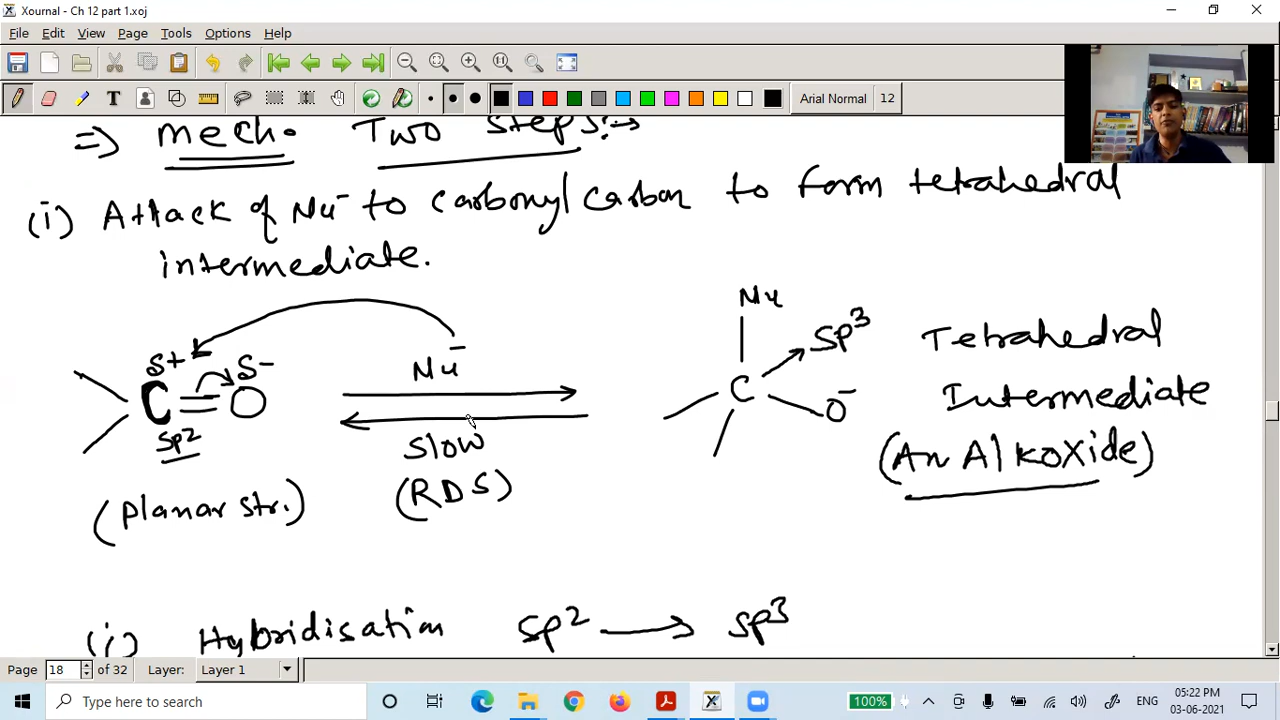 Xournal - Ch 12 part 1.xoj
File Edit View Page Tools Options Help
Arial Normal 12
=> mech. Two steps:→
(i) Attack of Nu⁻ to carbonyl carbon to form tetrahedral
intermediate.
Nu
δ+ δ- Nu⁻ C sp³ Tetrahedral
C=O O⁻ Intermediate
sp2 slow (An Alkoxide)
(Planar str.) (RDS)
(i) Hybridisation sp² → sp³
Page 18 of 32 Layer: Layer 1
Type here to search 100% ENG 05:22 PM
03-06-2021